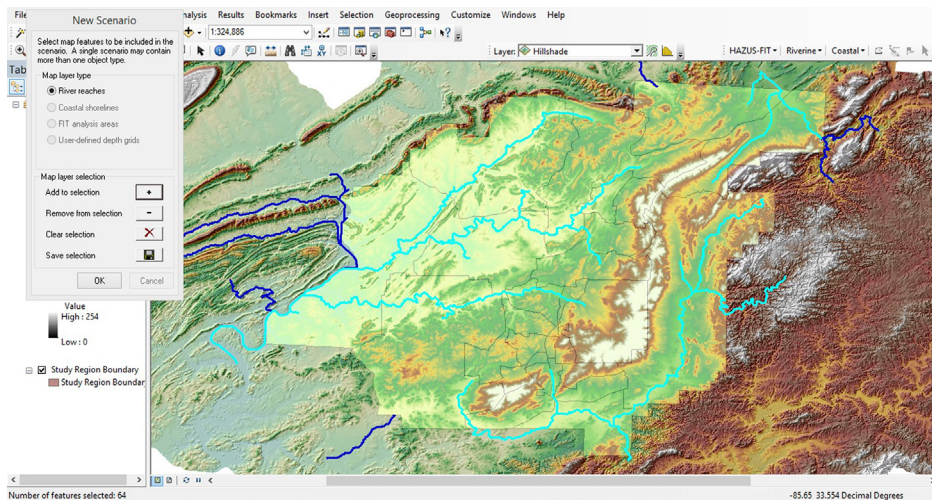 File
nalysis Results Bookmarks Insert Selection Geoprocessing Customize Windows Help
New Scenario
1:324,886
Select map features to be included in the
scenario. A single scenario may contain
more than one object type.
Layer: Hillshade
HAZUS-FIT Riverine Coastal
Tab
Map layer type
River reaches
Coastal shorelines
FIT analysis areas
User-defined depth grids
Map layer selection
Add to selection +
Remove from selection -
Clear selection
Save selection
OK Cancel
Value
High : 254
Low : 0
Study Region Boundary
Study Region Boundar
Number of features selected: 64
-85.65 33.554 Decimal Degrees